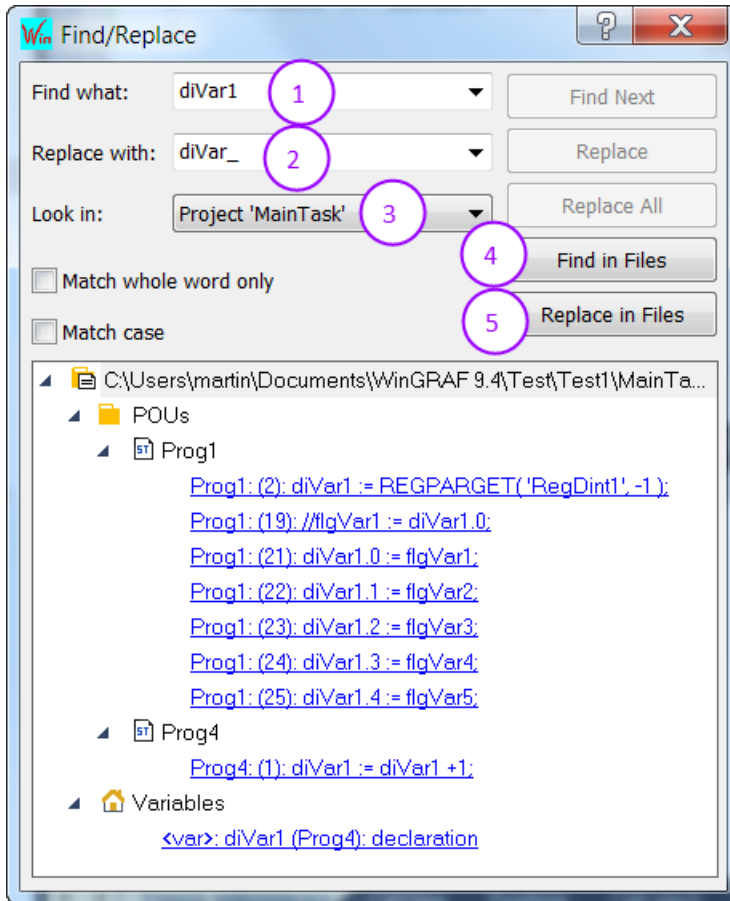 Win Find/Replace
Find what: diVar1 1 Find Next
Replace with: diVar_ 2 Replace
Look in: Project 'MainTask' 3 Replace All
4 Find in Files
Match whole word only
5 Replace in Files
Match case
C:\Users\martin\Documents\WinGRAF 9.4\Test\Test1\MainTa...
POUs
ST Prog1
Prog1: (2): diVar1 := REGPARGET( 'RegDint1', -1 );
Prog1: (19): //flgVar1 := diVar1.0;
Prog1: (21): diVar1.0 := flgVar1;
Prog1: (22): diVar1.1 := flgVar2;
Prog1: (23): diVar1.2 := flgVar3;
Prog1: (24): diVar1.3 := flgVar4;
Prog1: (25): diVar1.4 := flgVar5;
ST Prog4
Prog4: (1): diVar1 := diVar1 +1;
Variables
<var>: diVar1 (Prog4): declaration